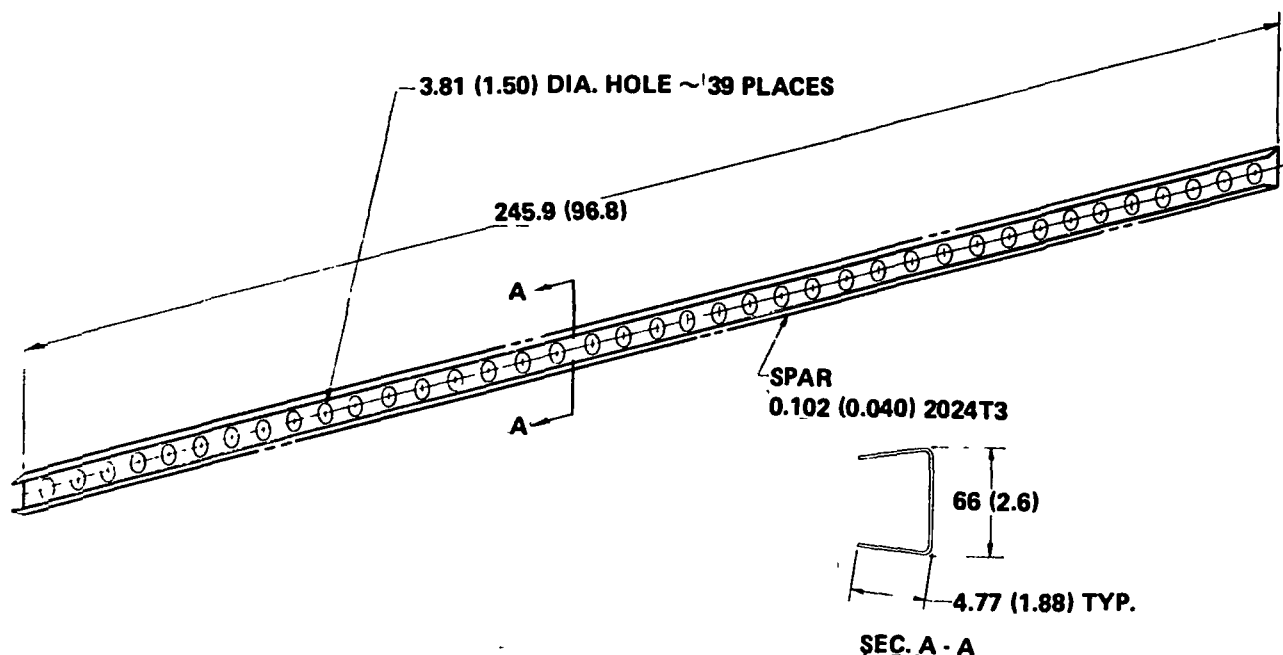 3.81 (1.50) DIA. HOLE ~ 39 PLACES
245.9 (96.8)
A
A
SPAR
0.102 (0.040) 2024T3
66 (2.6)
4.77 (1.88) TYP.
SEC. A - A